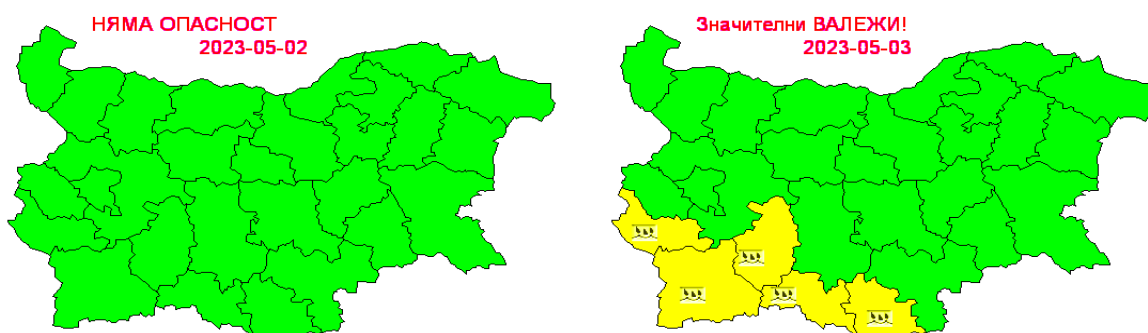 НЯМА ОПАСНОСТ
2023-05-02
Значителни ВАЛЕЖИ!
2023-05-03